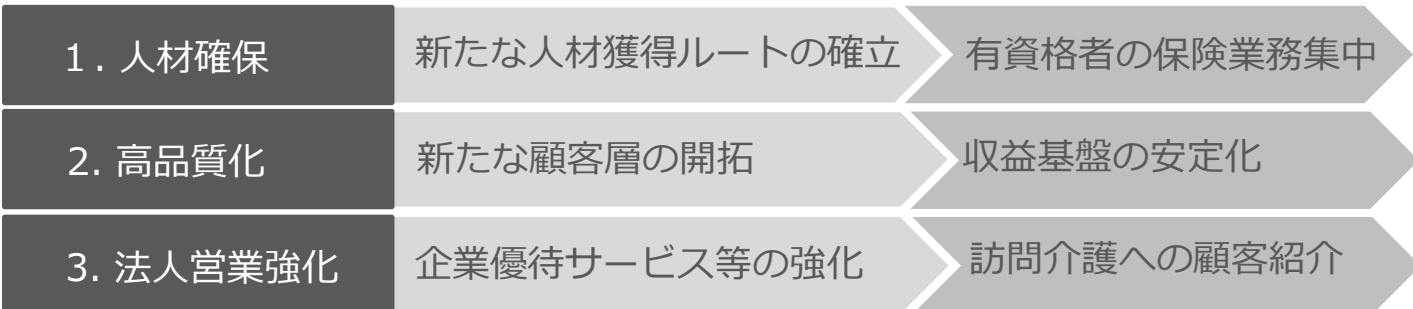 1. 人材確保
新たな人材獲得ルートの確立
有資格者の保険業務集中
2. 高品質化
新たな顧客層の開拓
収益基盤の安定化
3. 法人営業強化
企業優待サービス等の強化
訪問介護への顧客紹介